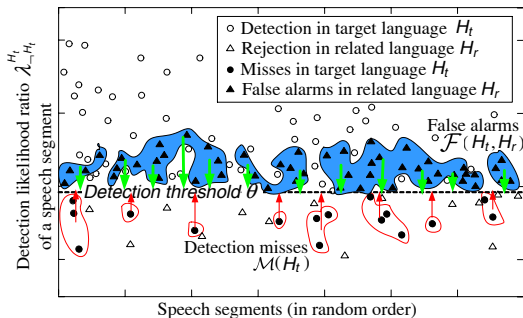 Detection likelihood ratio λ^{H_t}_{¬H_t}
of a speech segment
○ Detection in target language H_t
△ Rejection in related language H_r
● Misses in target language H_t
▲ False alarms in related language H_r
False alarms
ℱ(H_t, H_r)
Detection threshold θ
Detection misses
ℳ(H_t)
Speech segments (in random order)